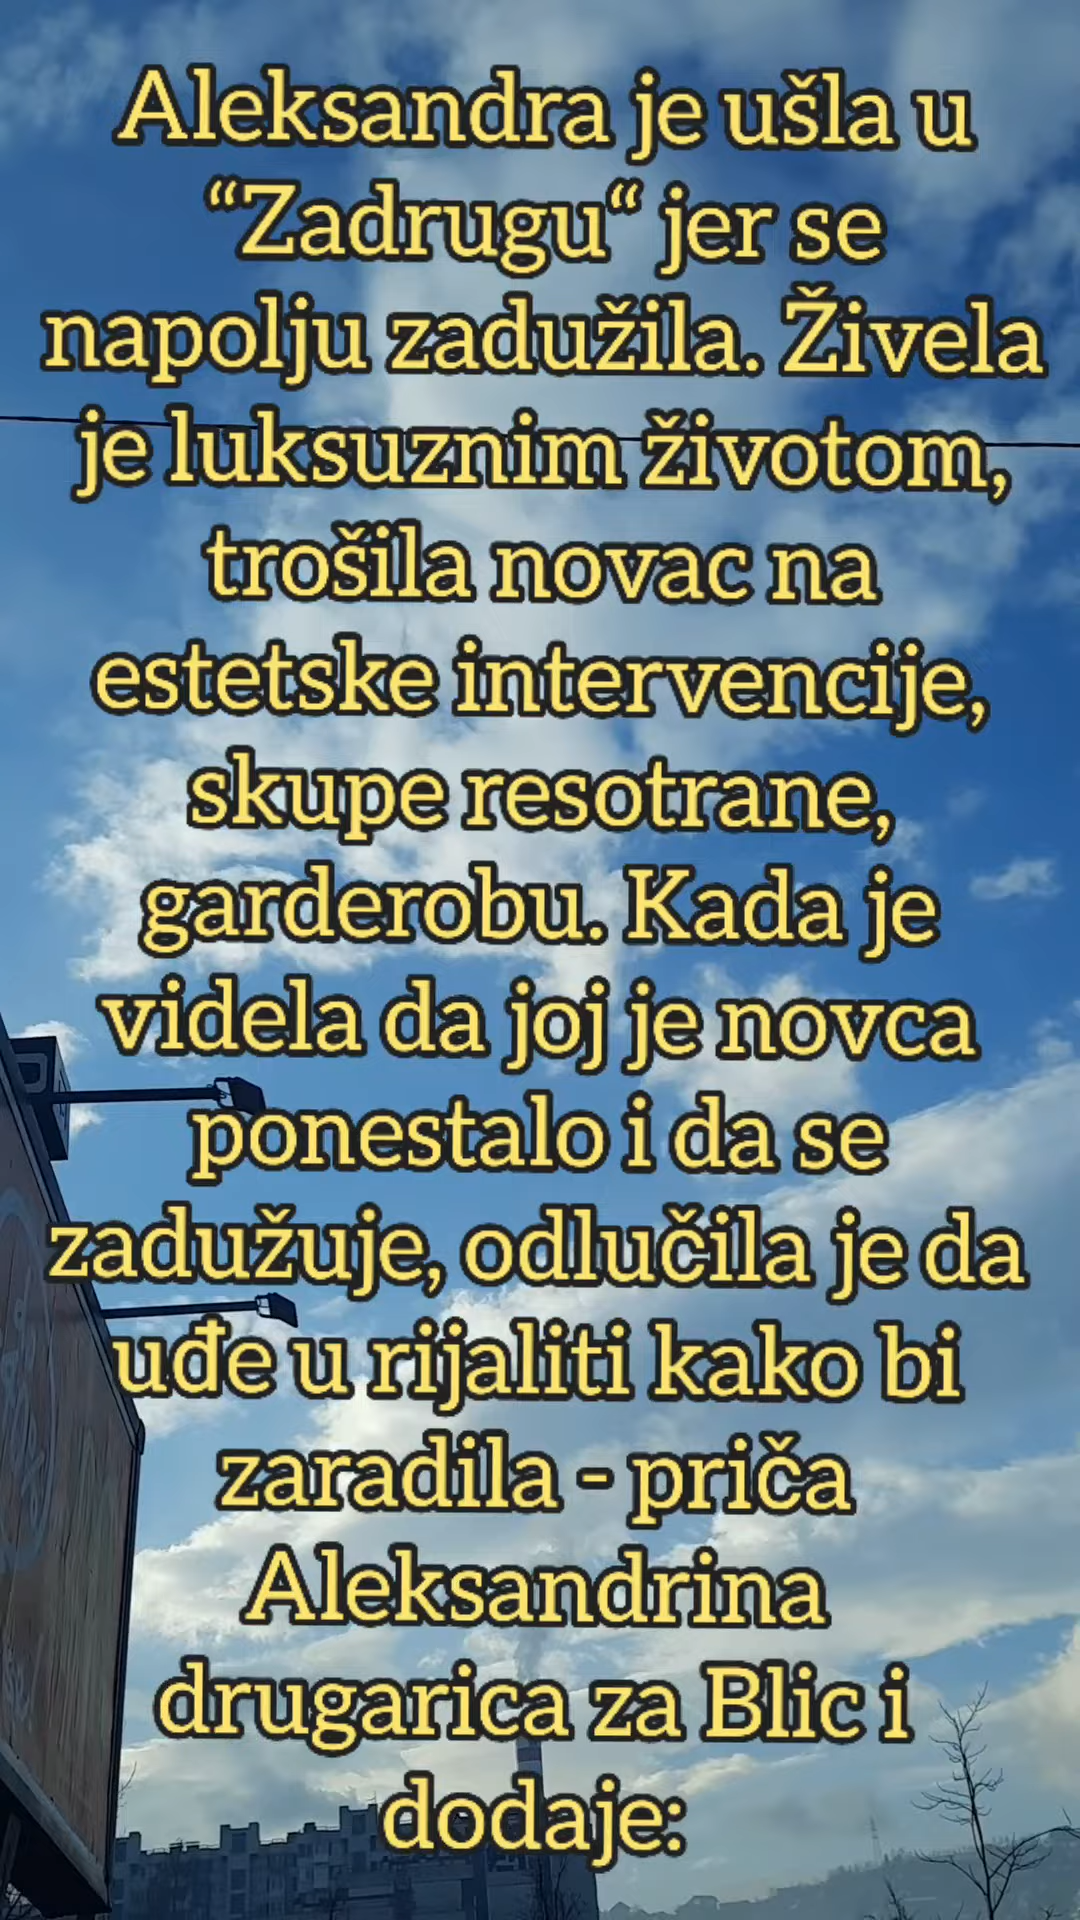 Aleksandra je ušla u
“Zadrugu“ jer se
napolju zadužila. Živela
je luksuznim životom,
trošila novac na
estetske intervencije,
skupe resotrane,
garderobu. Kada je
videla da joj je novca
ponestalo i da se
zadužuje, odlučila je da
uđe u rijaliti kako bi
zaradila - priča
Aleksandrina
drugarica za Blic i
dodaje: